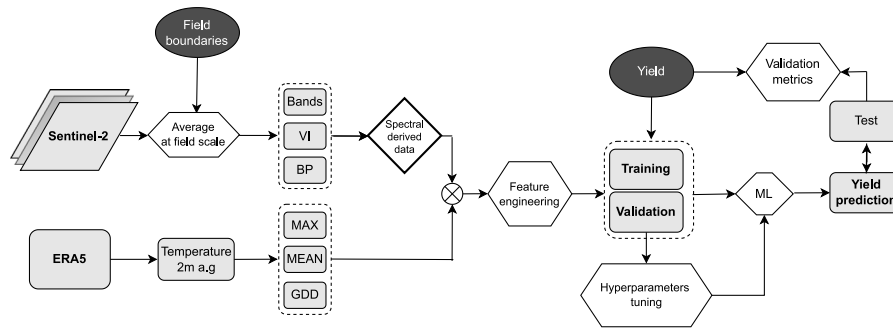 Field
boundaries
Sentinel-2
Average
at field scale
Bands
VI
BP
Spectral
derived
data
ERA5
Temperature
2m a.g
MAX
MEAN
GDD
Feature
engineering
Yield
Training
Validation
Hyperparameters
tuning
ML
Validation
metrics
Test
Yield
prediction